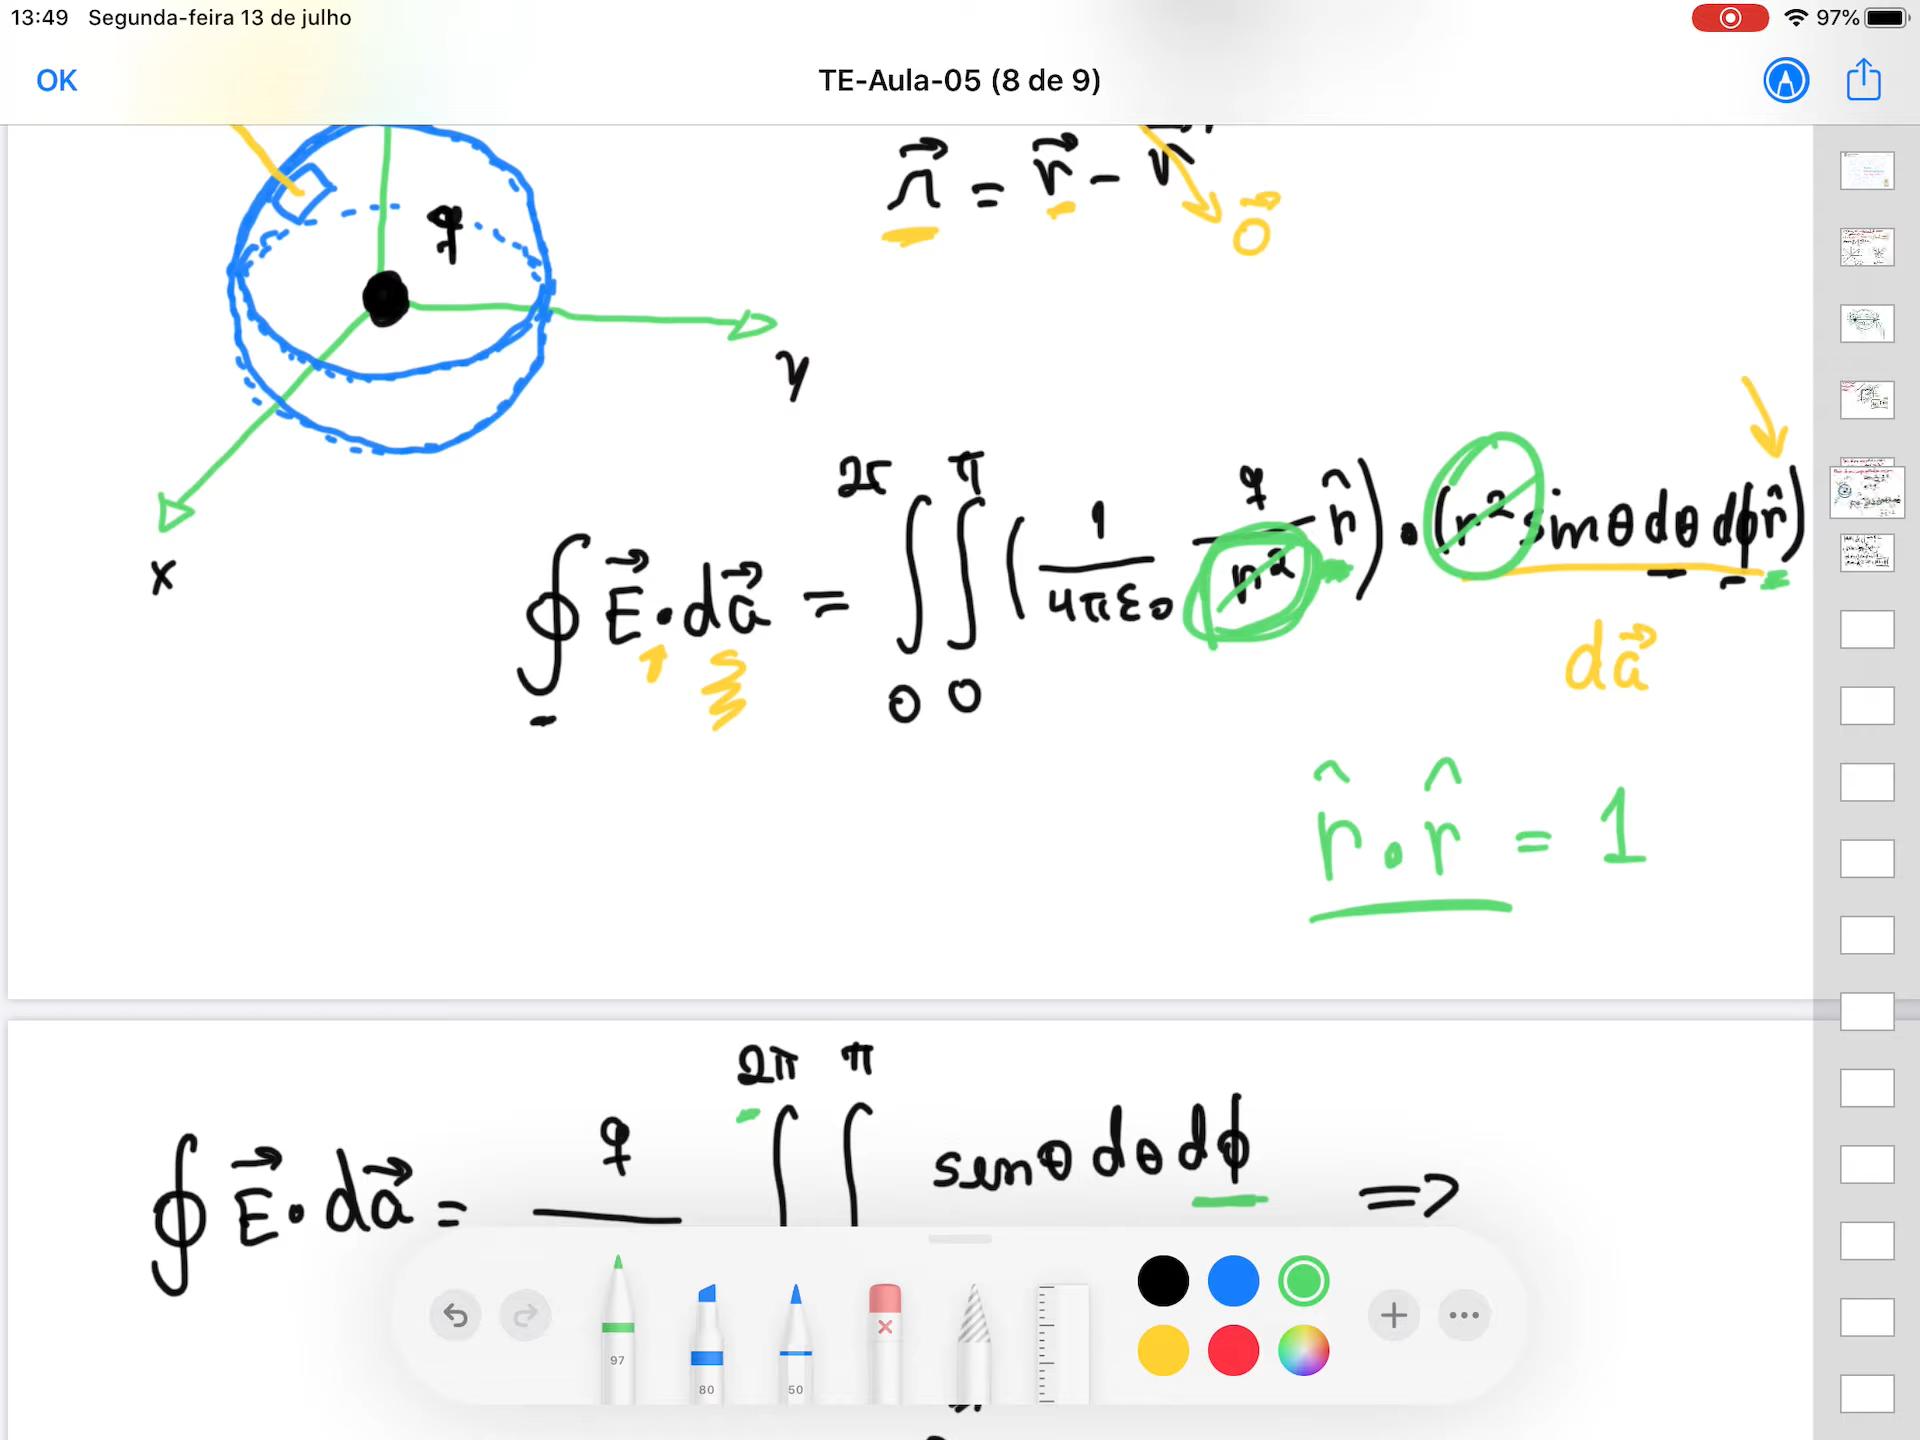 13:49 Segunda-feira 13 de julho 97%
OK TE-Aula-05 (8 de 9)
q
y
x
𝓇⃗ = r⃗ - r⃗'
0⃗
∮ E⃗ • da⃗ = ∫₀^2π ∫₀^π (1/4πε₀ q/r² r̂) • (r² sinθ dθ dϕ r̂)
da⃗
r̂ • r̂ = 1
∮ E⃗ • da⃗ = q ∫^2π ∫^π senθ dθ dϕ =>
97 80 50